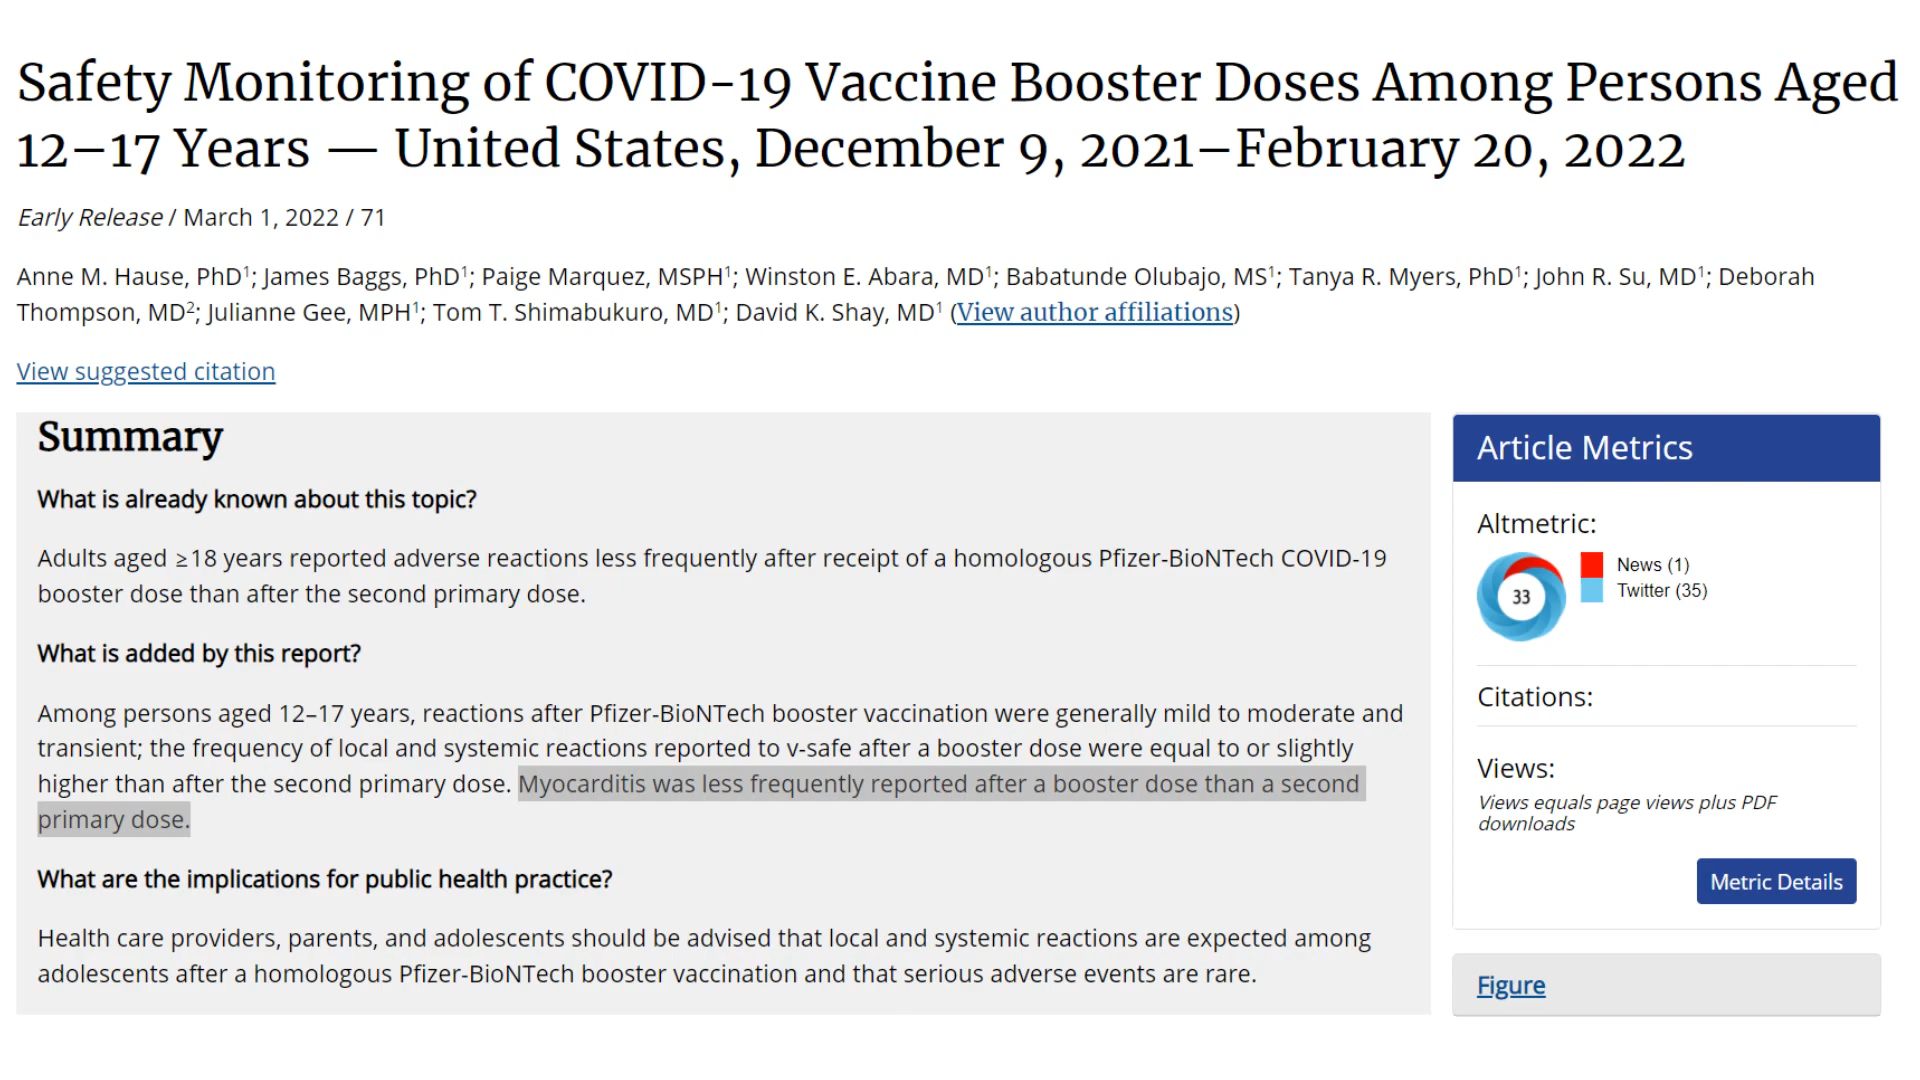 Safety Monitoring of COVID-19 Vaccine Booster Doses Among Persons Aged
12–17 Years — United States, December 9, 2021–February 20, 2022
Early Release / March 1, 2022 / 71
Anne M. Hause, PhD1; James Baggs, PhD1; Paige Marquez, MSPH1; Winston E. Abara, MD1; Babatunde Olubajo, MS1; Tanya R. Myers, PhD1; John R. Su, MD1; Deborah
Thompson, MD2; Julianne Gee, MPH1; Tom T. Shimabukuro, MD1; David K. Shay, MD1 (View author affiliations)
View suggested citation
Summary
What is already known about this topic?
Adults aged ≥18 years reported adverse reactions less frequently after receipt of a homologous Pfizer-BioNTech COVID-19
booster dose than after the second primary dose.
What is added by this report?
Among persons aged 12–17 years, reactions after Pfizer-BioNTech booster vaccination were generally mild to moderate and
transient; the frequency of local and systemic reactions reported to v-safe after a booster dose were equal to or slightly
higher than after the second primary dose. Myocarditis was less frequently reported after a booster dose than a second
primary dose.
What are the implications for public health practice?
Health care providers, parents, and adolescents should be advised that local and systemic reactions are expected among
adolescents after a homologous Pfizer-BioNTech booster vaccination and that serious adverse events are rare.
Article Metrics
Altmetric:
33
News (1)
Twitter (35)
Citations:
Views:
Views equals page views plus PDF
downloads
Metric Details
Figure